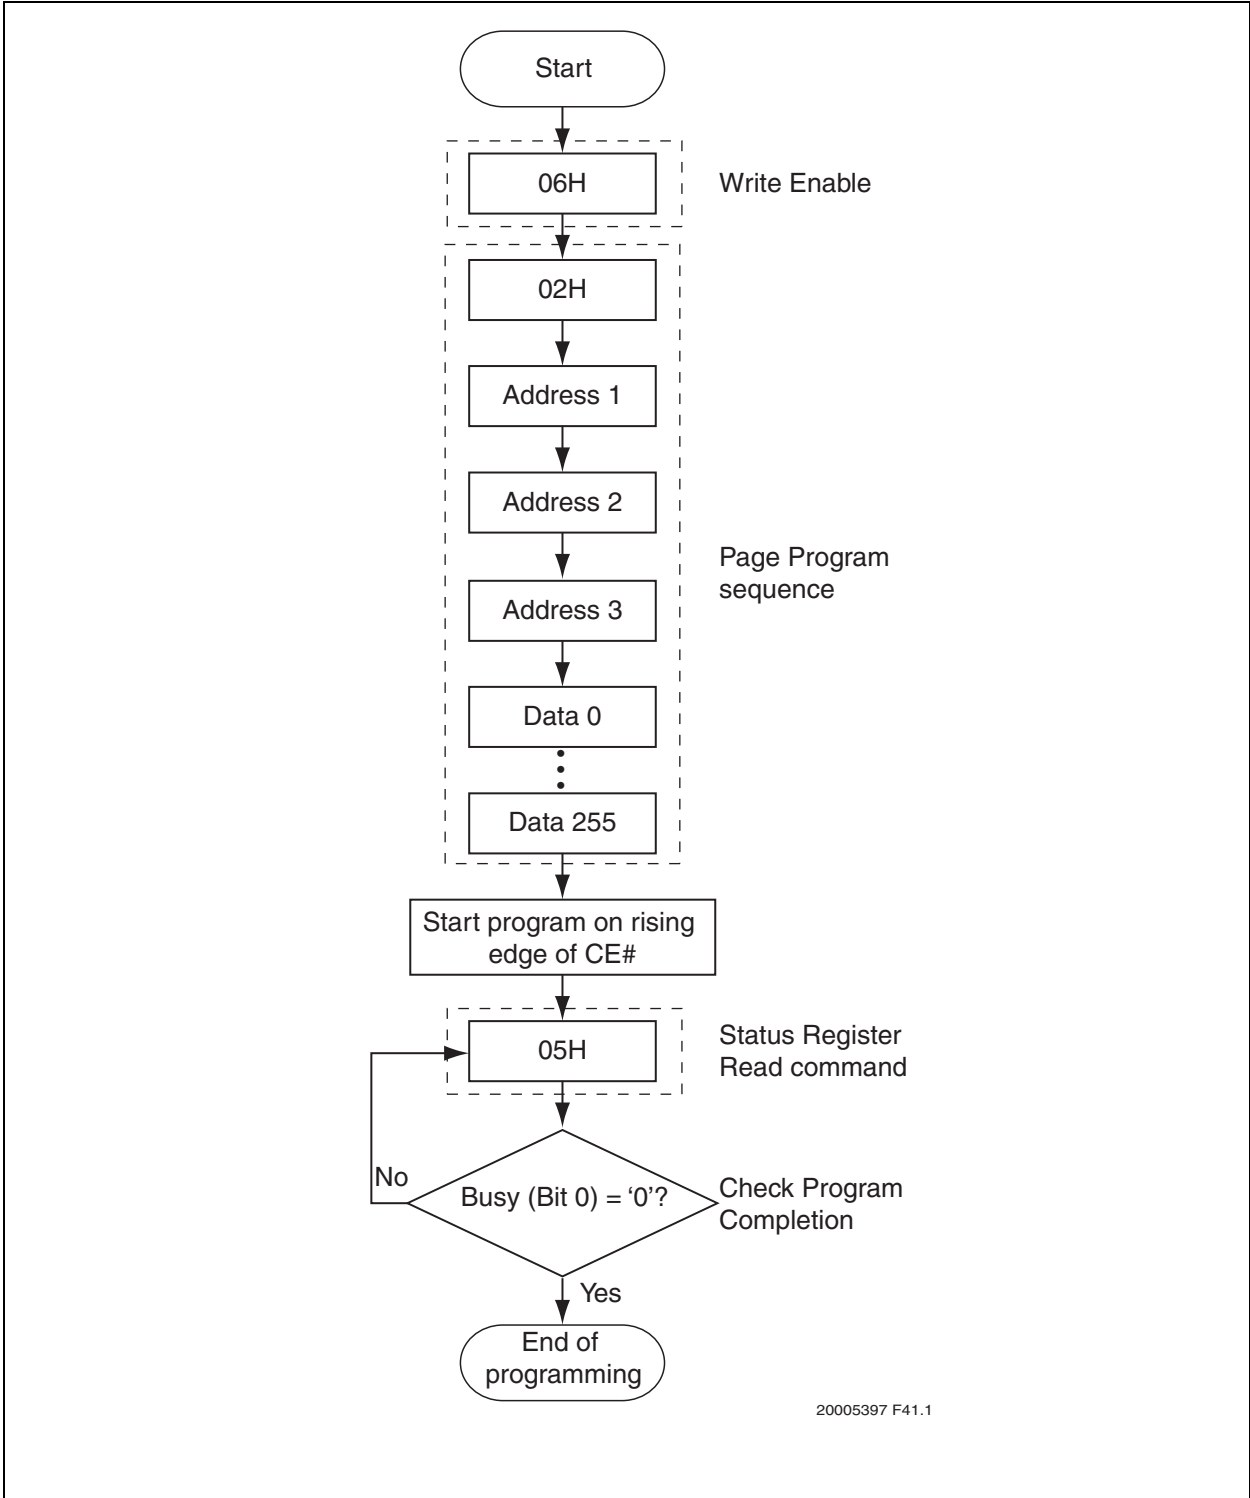 Start
06H
Write Enable
02H
Address 1
Address 2
Page Program
sequence
Address 3
Data 0
Data 255
Start program on rising
edge of CE#
Status Register
05H
Read command
No
Busy (Bit 0) = ‘0’?
Check Program
Completion
Yes
End of
programming
20005397 F41.1